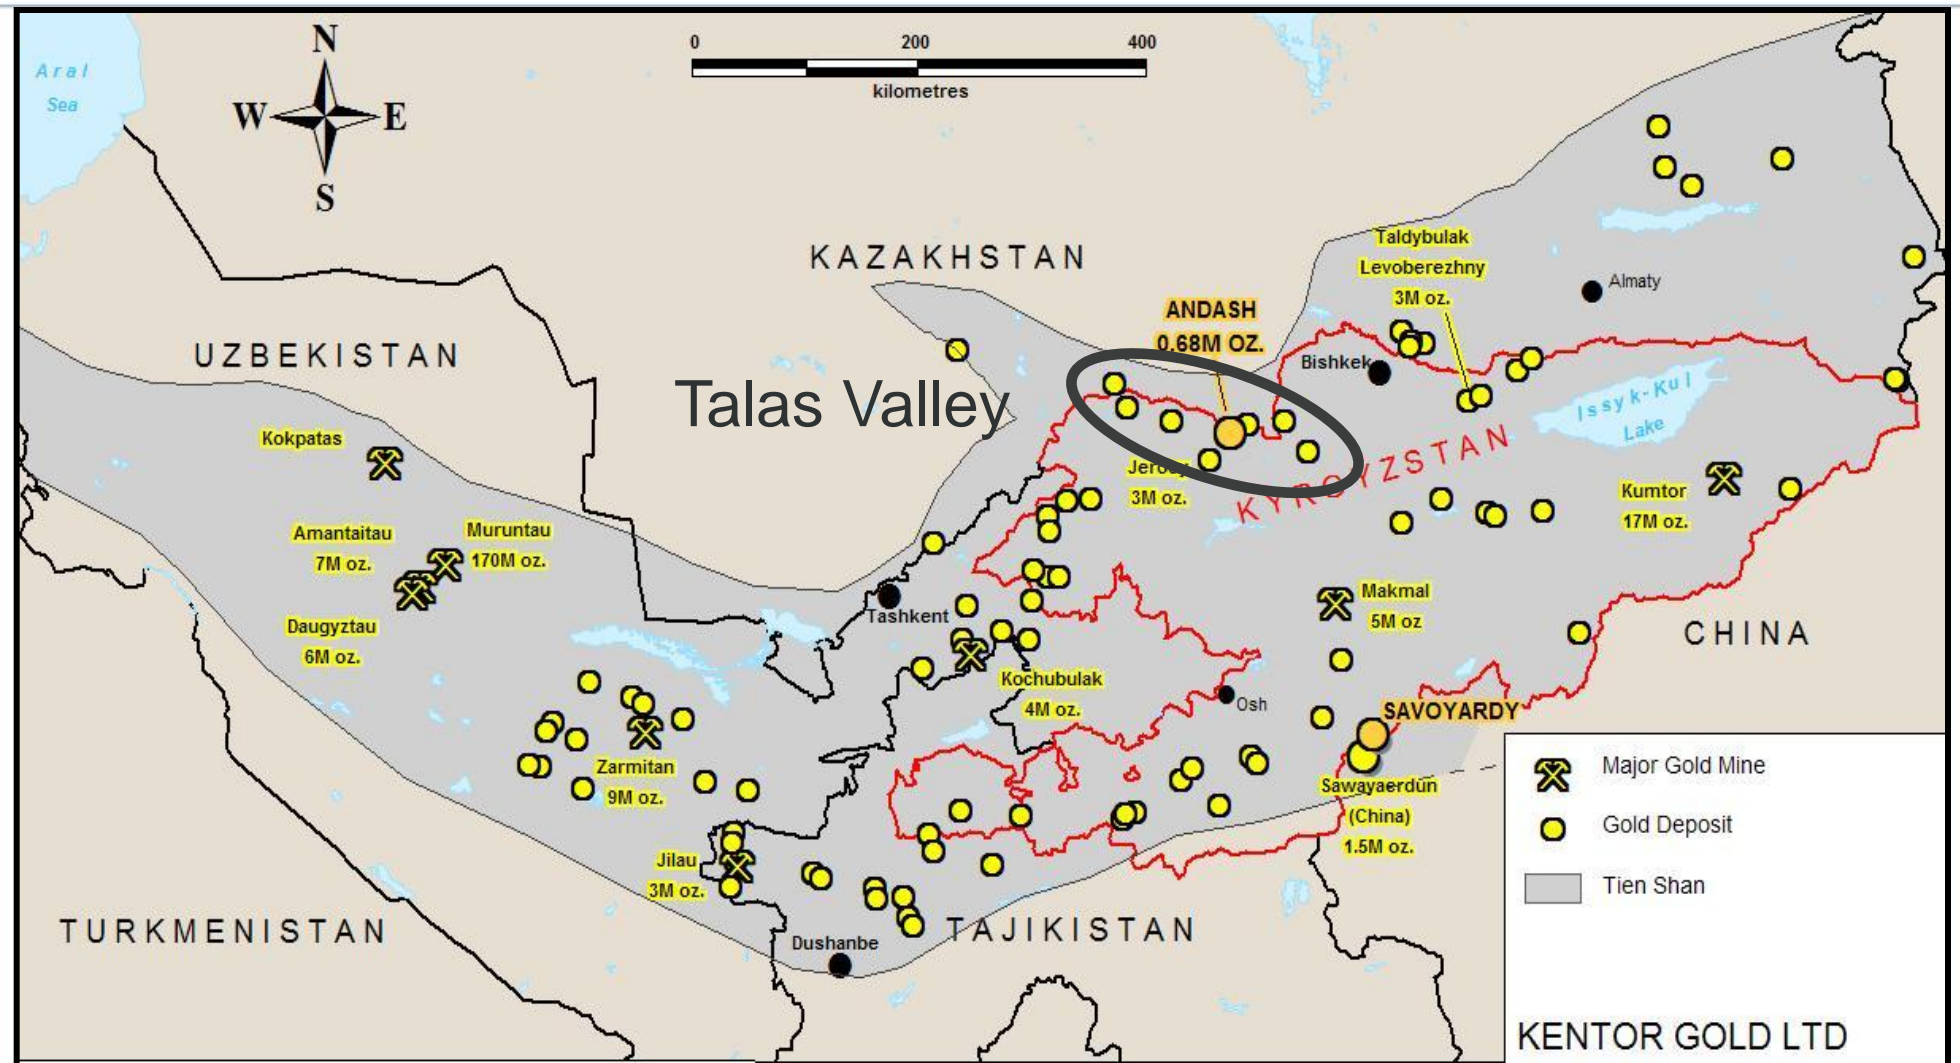 N
W E
S
0 200 400
kilometres
Aral
Sea
KAZAKHSTAN
UZBEKISTAN
Taldybulak
Levoberezhny
3M oz.
Almaty
ANDASH
0.68M OZ.
Bishkek
Talas Valley
Issyk-Kul
Lake
Kokpatas
Jerooy
3M oz.
KYRGYZSTAN
Kumtor
17M oz.
Amantaitau
7M oz.
Muruntau
170M oz.
Daugyztau
6M oz.
Tashkent
Makmal
5M oz
CHINA
Kochubulak
4M oz.
Osh
SAVOYARDY
Zarmitan
9M oz.
Sawayaerdun
(China)
1.5M oz.
Jilau
3M oz.
TURKMENISTAN
Dushanbe
TAJIKISTAN
Major Gold Mine
Gold Deposit
Tien Shan
KENTOR GOLD LTD